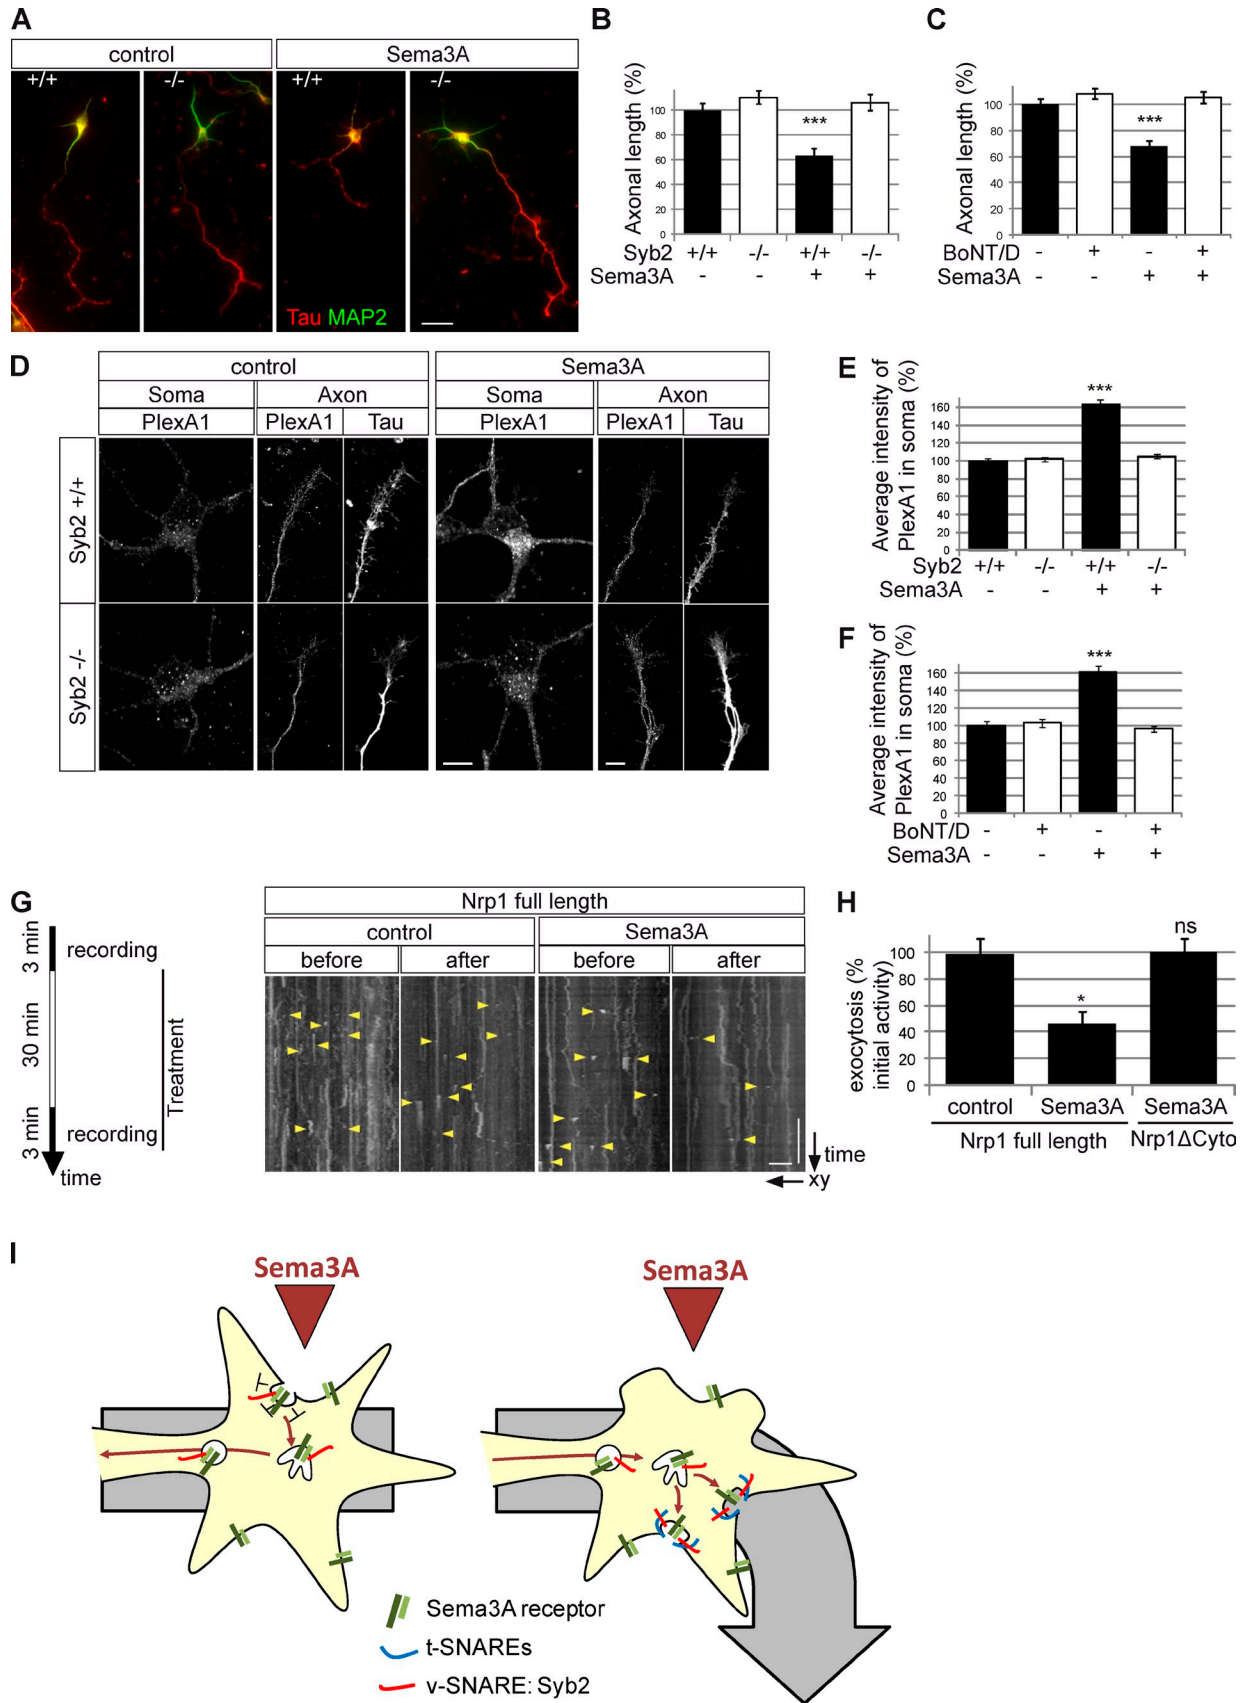 A
control
Sema3A
+/+
-/-
+/+
-/-
Tau MAP2
B
Axonal length (%)
100
80
60
40
20
0
***
Syb2 +/+ -/- +/+ -/-
Sema3A - - + +
C
Axonal length (%)
100
80
60
40
20
0
***
BoNT/D - + - +
Sema3A - - + +
D
control
Sema3A
Soma Axon Soma Axon
PlexA1 PlexA1 Tau PlexA1 PlexA1 Tau
Syb2 +/+
Syb2 -/-
E
Average intensity of
PlexA1 in soma (%)
160
140
120
100
80
60
40
20
0
***
Syb2 +/+ -/- +/+ -/-
Sema3A - - + +
F
Average intensity of
PlexA1 in soma (%)
160
140
120
100
80
60
40
20
0
***
BoNT/D - + - +
Sema3A - - + +
G
3 min
recording
30 min
Treatment
3 min
recording
time
Nrp1 full length
control Sema3A
before after before after
time
xy
H
exocytosis (%
initial activity)
100
80
60
40
20
0
*
ns
control Sema3A Sema3A
Nrp1 full length Nrp1ΔCyto
I
Sema3A
Sema3A
Sema3A receptor
t-SNAREs
v-SNARE: Syb2